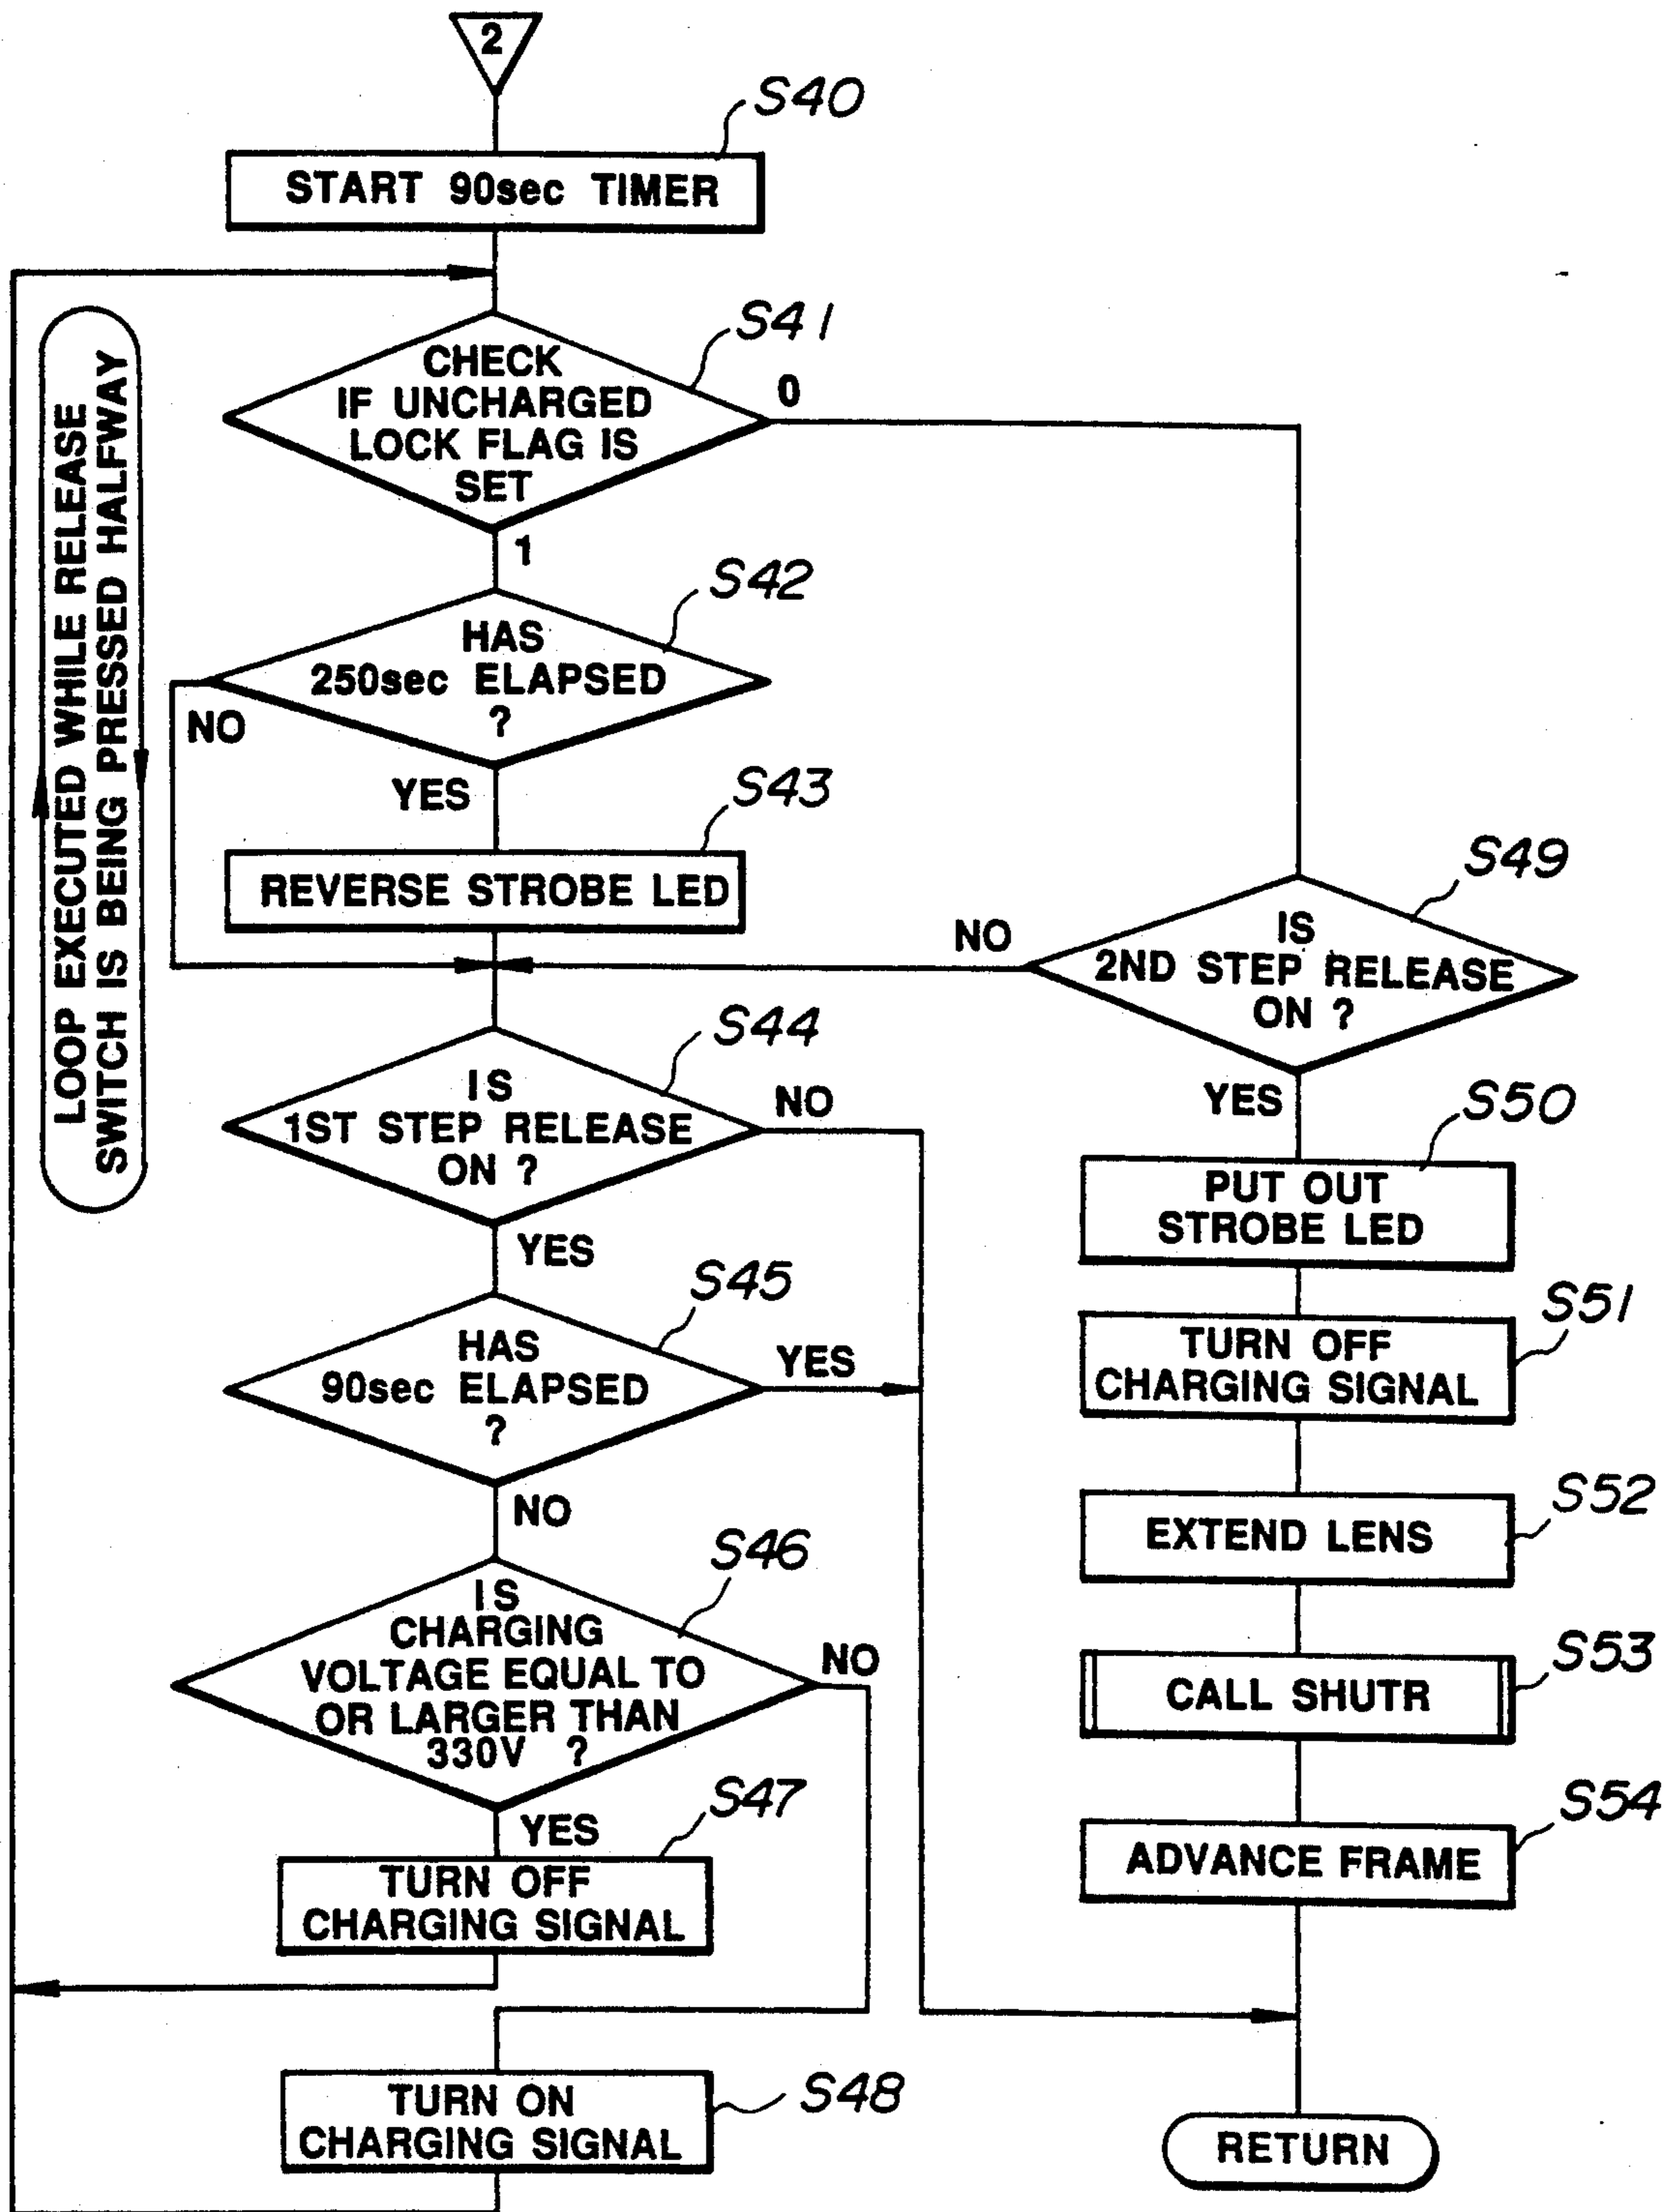 2
S40
START 90sec TIMER
LOOP EXECUTED WHILE RELEASE
SWITCH IS BEING PRESSED HALFWAY
S41
CHECK
IF UNCHARGED
LOCK FLAG IS
SET
0
1
S42
HAS
250sec ELAPSED
?
NO
YES
S43
REVERSE STROBE LED
S44
IS
1ST STEP RELEASE
ON ?
NO
YES
S45
HAS
90sec ELAPSED
?
YES
NO
S46
IS
CHARGING
VOLTAGE EQUAL TO
OR LARGER THAN
330V ?
NO
YES
S47
TURN OFF
CHARGING SIGNAL
S48
TURN ON
CHARGING SIGNAL
S49
IS
2ND STEP RELEASE
ON ?
NO
YES
S50
PUT OUT
STROBE LED
S51
TURN OFF
CHARGING SIGNAL
S52
EXTEND LENS
S53
CALL SHUTR
S54
ADVANCE FRAME
RETURN